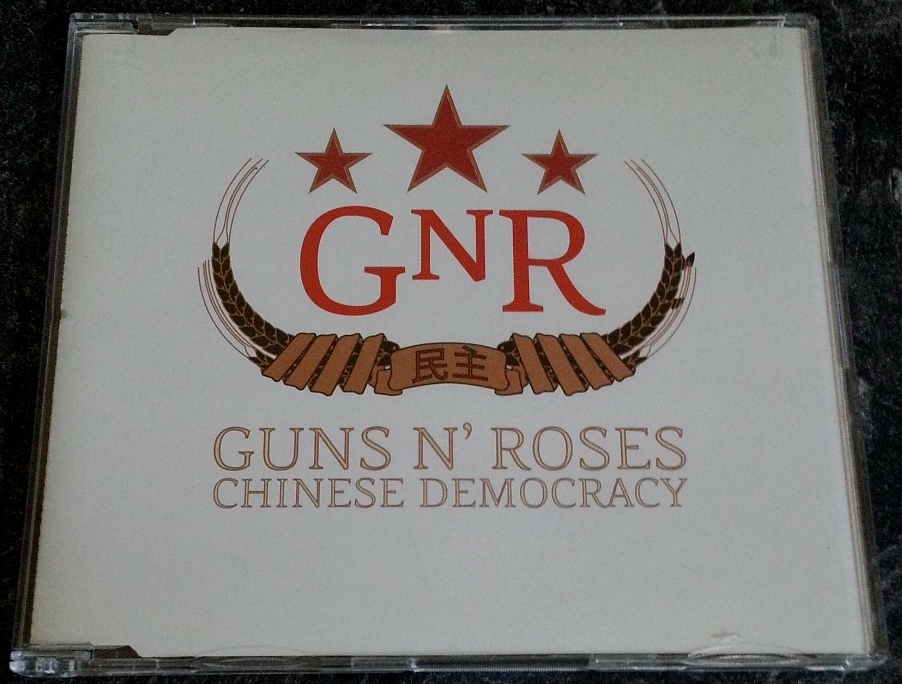 GNR
民主
GUNS N' ROSES
CHINESE DEMOCRACY